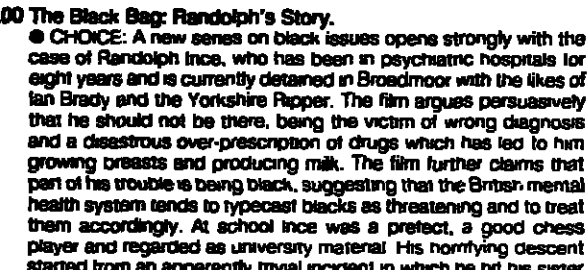 .00 The Black Bag: Randolph's Story.
● CHOICE: A new series on black issues opens strongly with the
case of Randolph Ince, who has been in psychiatric hospitals for
eight years and is currently detained in Broadmoor with the likes of
Ian Brady and the Yorkshire Ripper. The film argues persuasively
that he should not be there, being the victim of wrong diagnosis
and a disastrous over-prescription of drugs which has led to him
growing breasts and producing milk. The film further claims that
part of his trouble is being black, suggesting that the British mental
health system tends to typecast blacks as threatening and to treat
them accordingly. At school Ince was a prefect, a good chess
player and regarded as university material. His horrifying descent
started from an apparently trivial incident in which he hit his sister